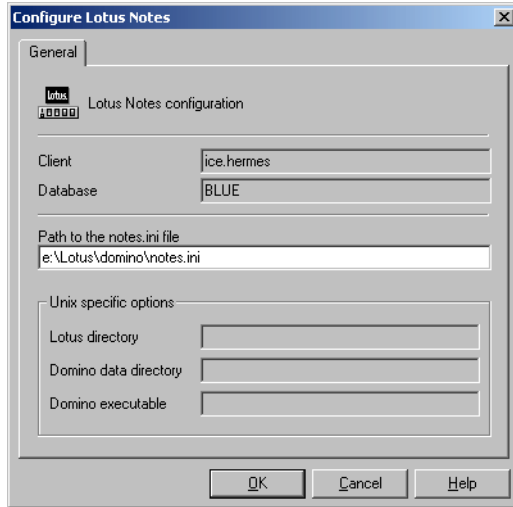 Configure Lotus Notes
General
lotus
Lotus Notes configuration
Client ice.hermes
Database BLUE
Path to the notes.ini file
e:\Lotus\domino\notes.ini
Unix specific options
Lotus directory
Domino data directory
Domino executable
OK Cancel Help